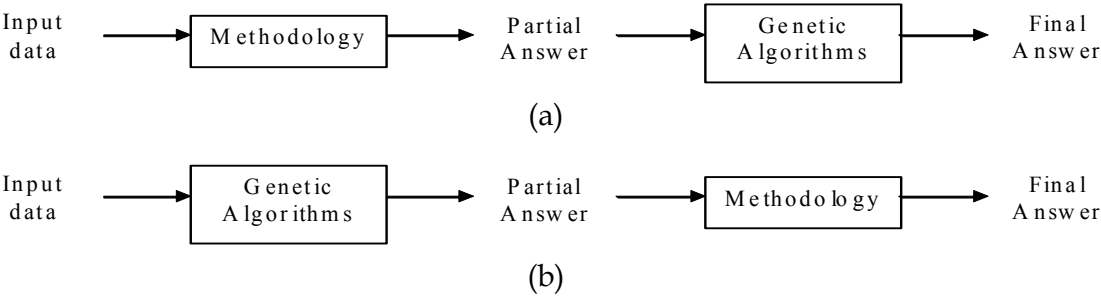 Input data
Methodology
Partial Answer
Genetic Algorithms
Final Answer
(a)
Input data
Genetic Algorithms
Partial Answer
Methodology
Final Answer
(b)